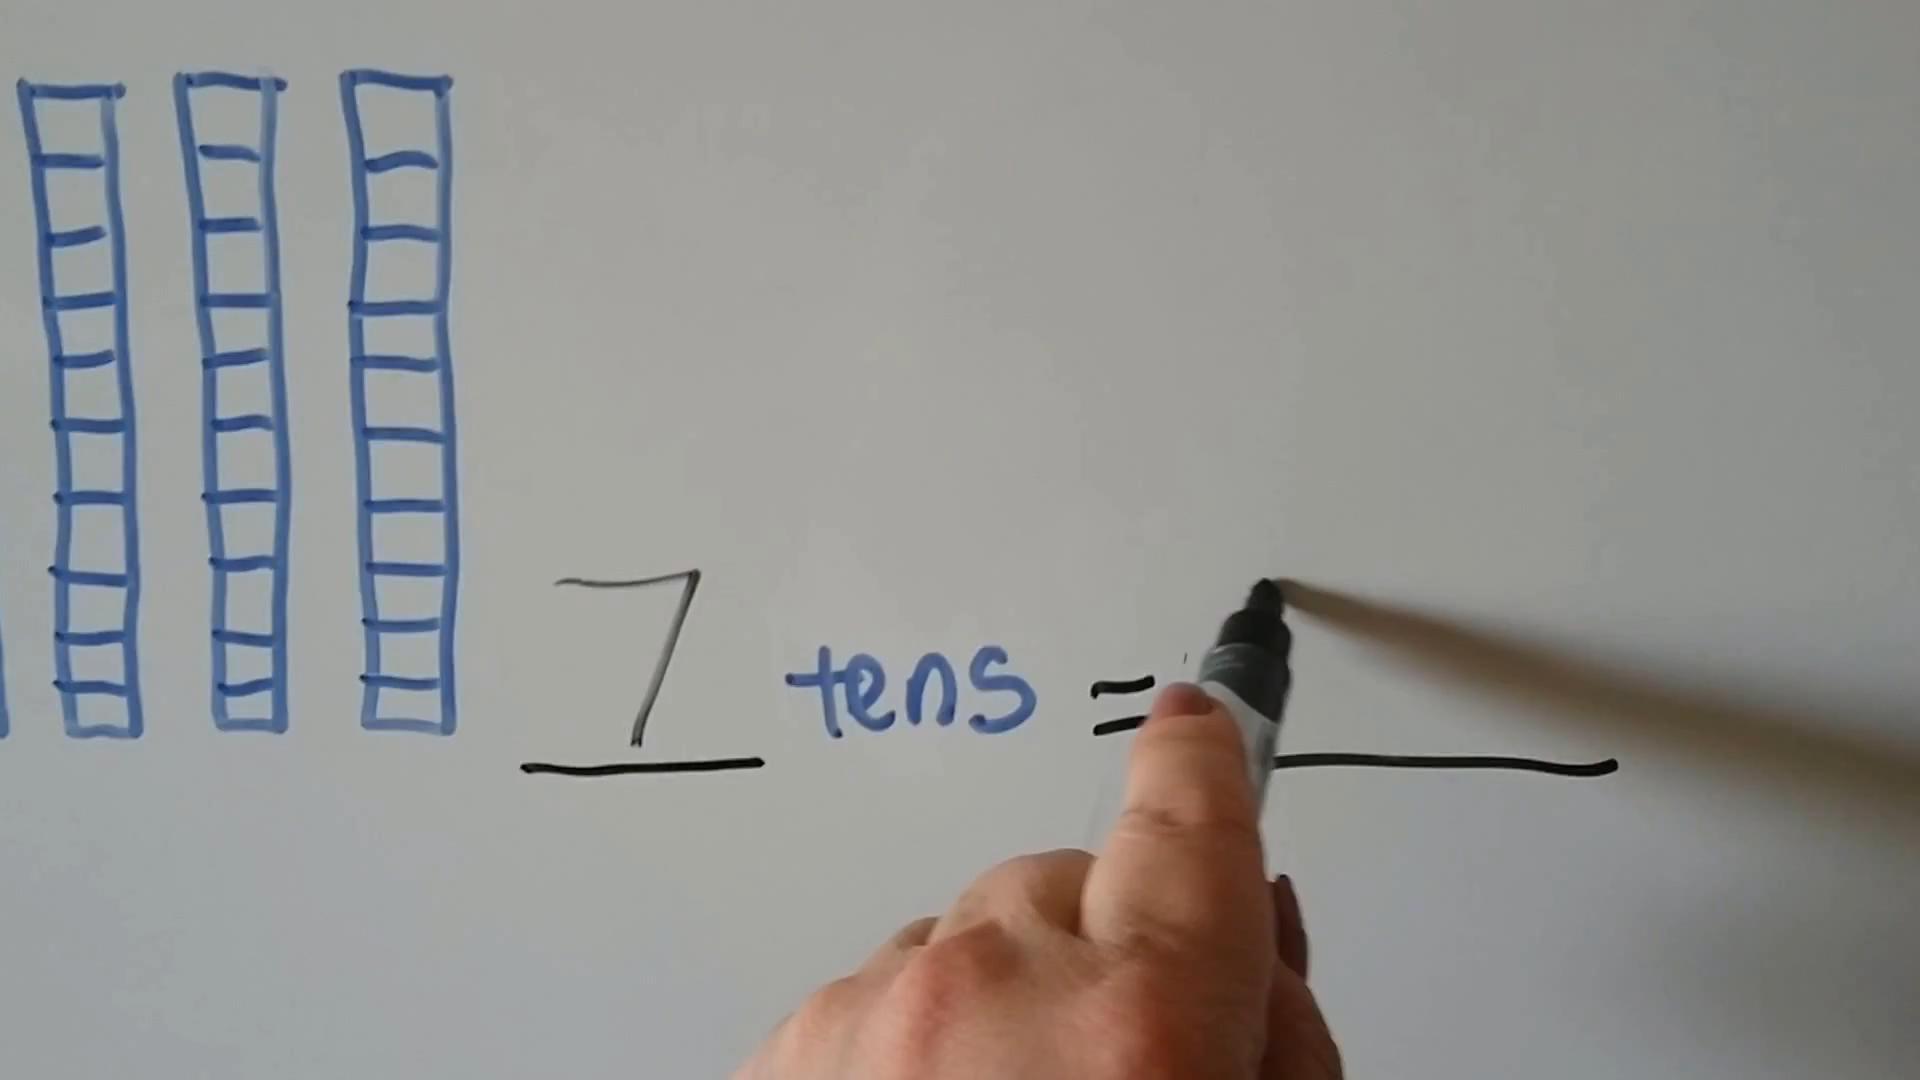 7 tens =